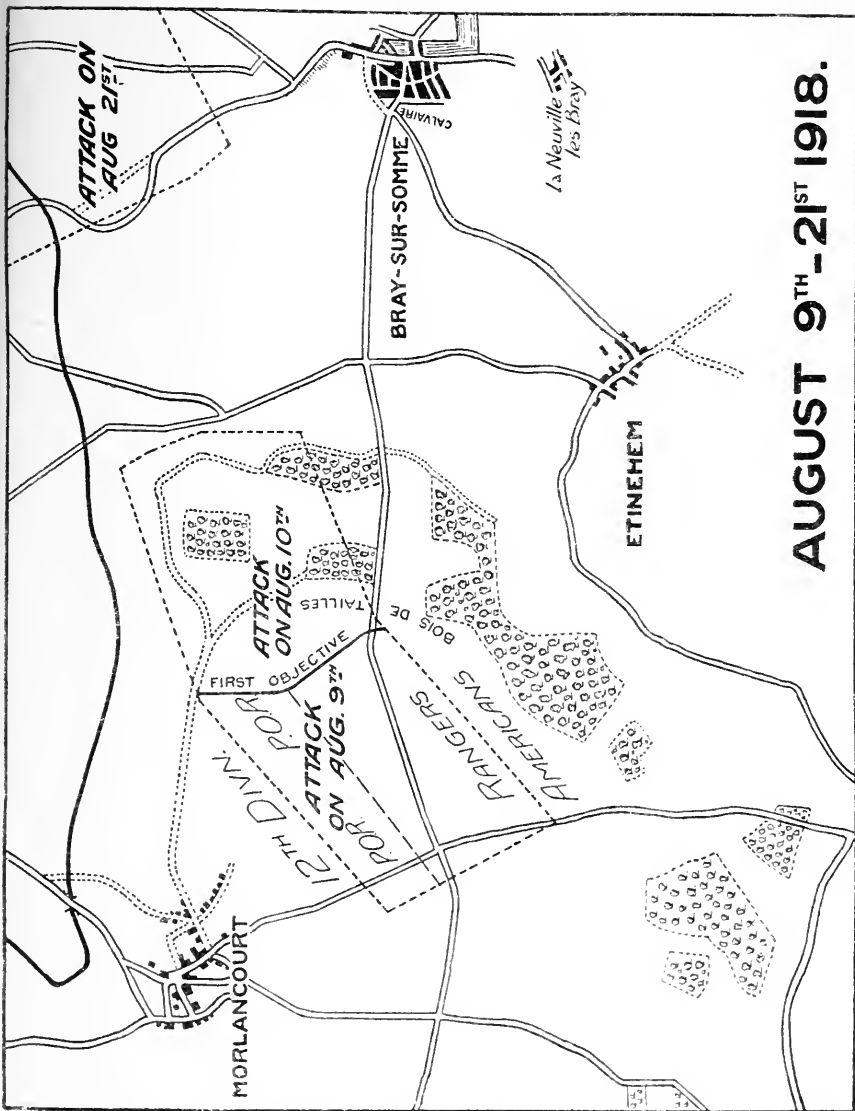 ATTACK ON
AUG 21ST
CALVAIRE
La Neuville
les Bray
BRAY-SUR-SOMME
ETINEHEM
ATTACK
ON AUG. 10TH
TAILLES
BOIS DE
FIRST OBJECTIVE
12TH DIVN.
P.O.R
ATTACK
ON AUG. 9TH
P.O.R.
RANGERS
AMERICANS
MORLANCOURT
AUGUST 9TH-21ST 1918.